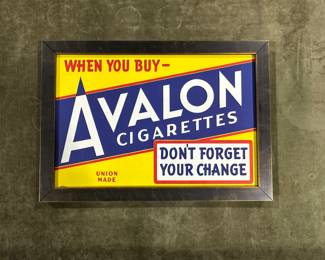 WHEN YOU BUY-
AVALON
CIGARETTES
DON'T FORGET
YOUR CHANGE
UNION
MADE